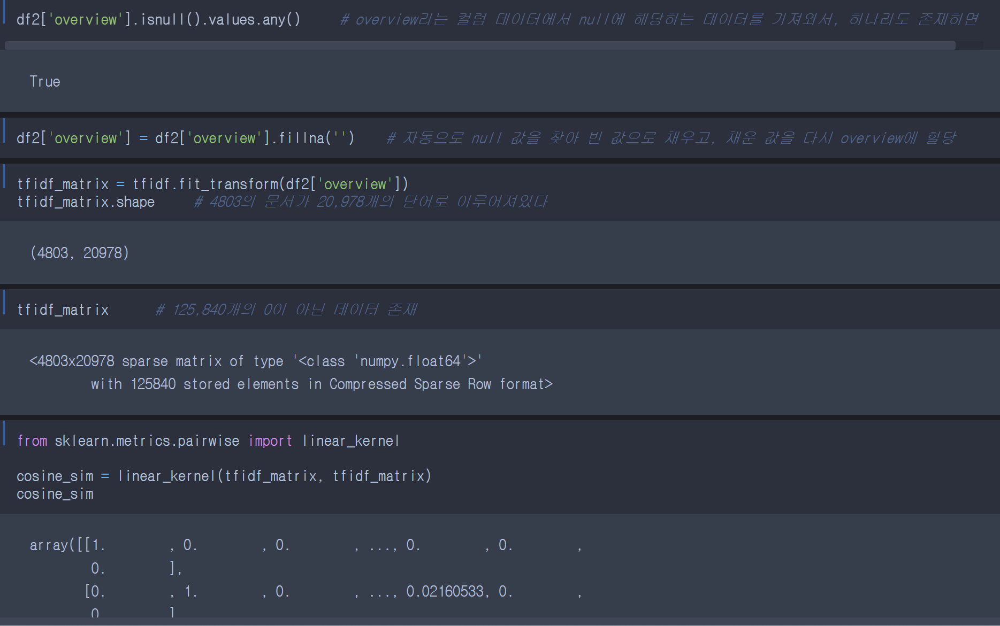 df2['overview'].isnull().values.any()     # overview라는 컬럼 데이터에서 null에 해당하는 데이터를 가져와서, 하나라도 존재하면
True
df2['overview'] = df2['overview'].fillna('')    # 자동으로 null 값을 찾아 빈 값으로 채우고, 채운 값을 다시 overview에 할당
tfidf_matrix = tfidf.fit_transform(df2['overview'])
tfidf_matrix.shape     # 4803의 문서가 20,978개의 단어로 이루어져있다
(4803, 20978)
tfidf_matrix      # 125,840개의 0이 아닌 데이터 존재
<4803x20978 sparse matrix of type '<class 'numpy.float64'>'
        with 125840 stored elements in Compressed Sparse Row format>
from sklearn.metrics.pairwise import linear_kernel
cosine_sim = linear_kernel(tfidf_matrix, tfidf_matrix)
cosine_sim
array([[1.        , 0.        , 0.        , ..., 0.        , 0.        ,
        0.        ],
       [0.        , 1.        , 0.        , ..., 0.02160533, 0.        ,
        0         ]